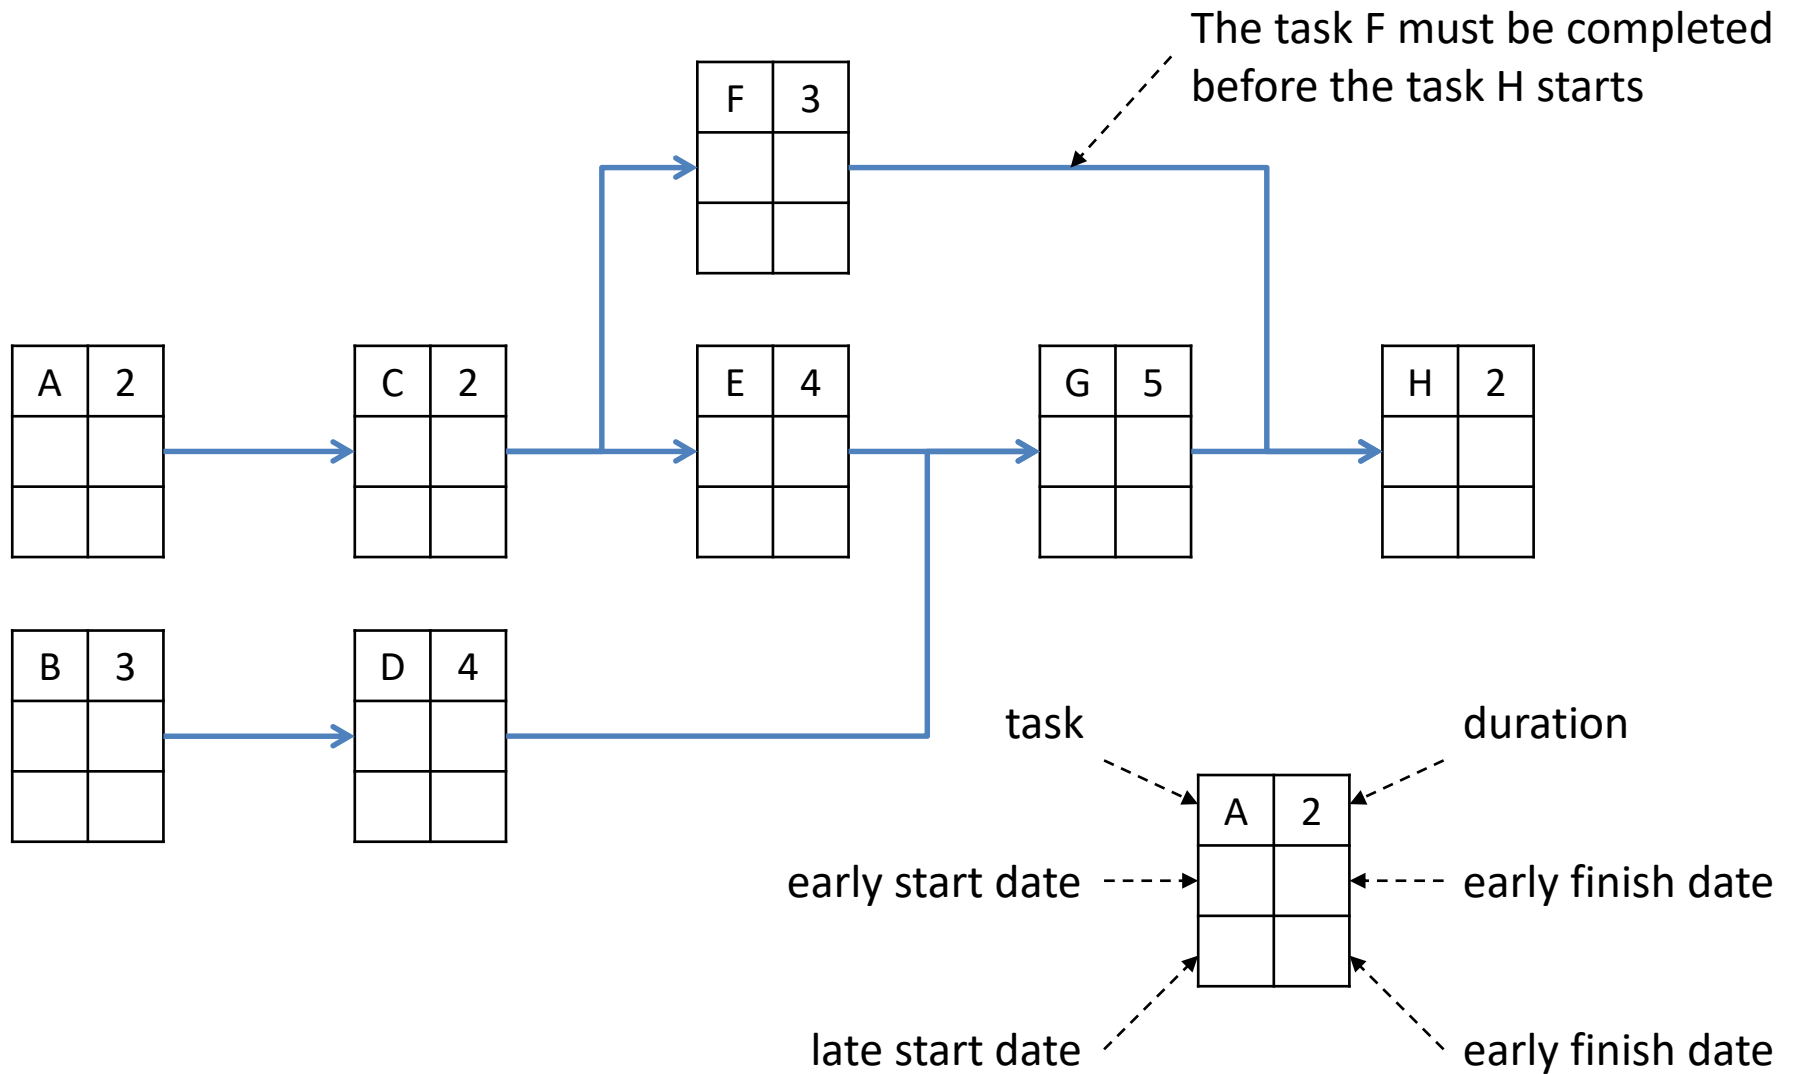 The task F must be completed
before the task H starts
F 3
A 2
C 2
E 4
G 5
H 2
B 3
D 4
task
duration
A 2
early start date
early finish date
late start date
early finish date